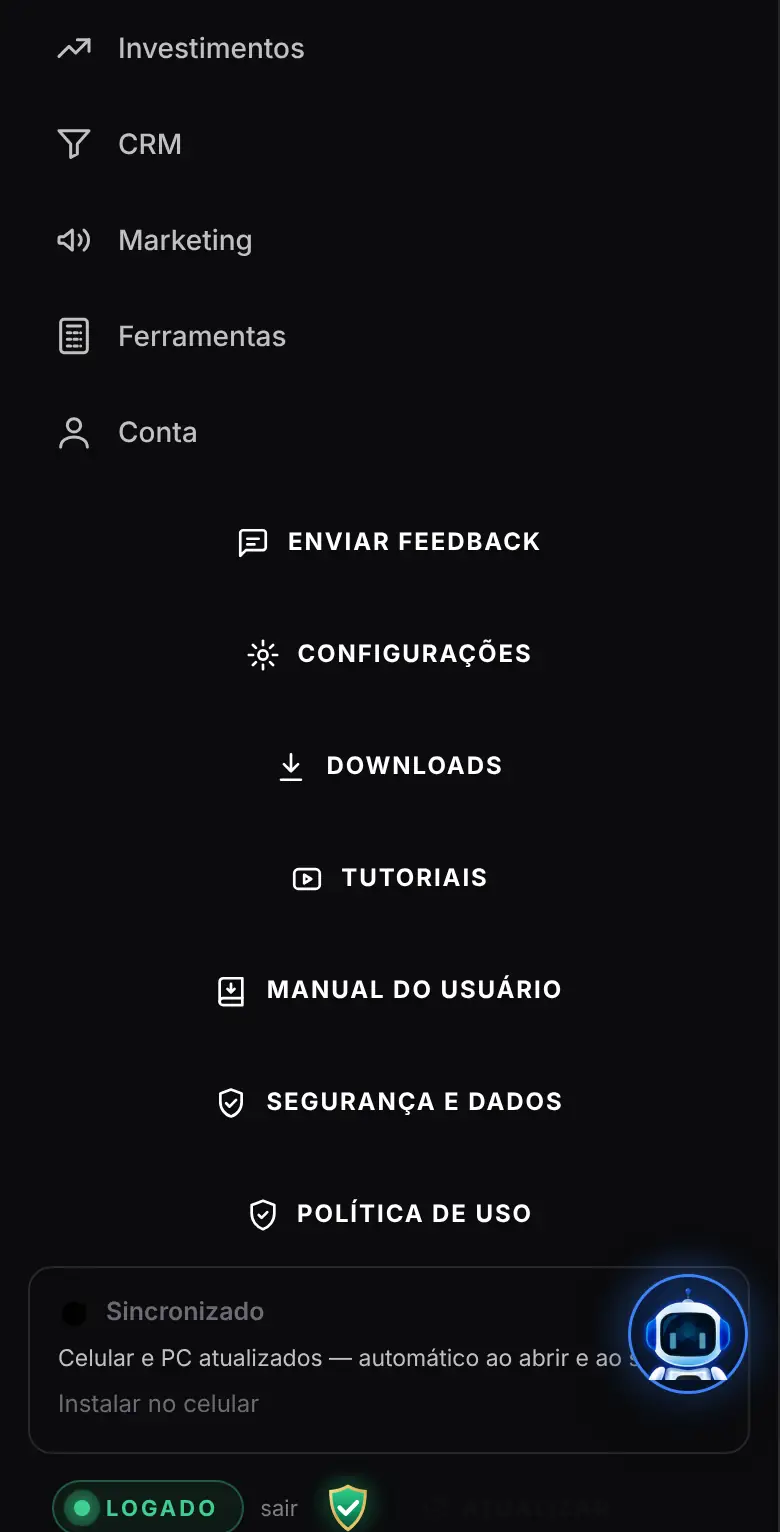 Investimentos
CRM
Marketing
Ferramentas
Conta
ENVIAR FEEDBACK
CONFIGURAÇÕES
DOWNLOADS
TUTORIAIS
MANUAL DO USUÁRIO
SEGURANÇA E DADOS
POLÍTICA DE USO
Sincronizado
Celular e PC atualizados — automático ao abrir e ao
Instalar no celular
LOGADO sair